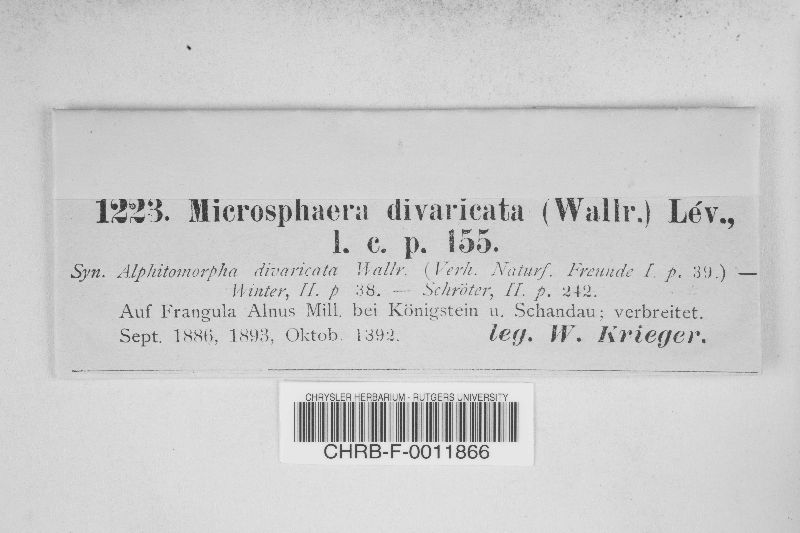 1223. Microsphaera divaricata (Wallr.) Lév.,
l. c. p. 155.
Syn. Alphitomorpha divaricata Wallr. (Verh. Naturf. Freunde I. p. 39.) —
Winter, II. p 38. — Schröter, II. p. 242.
Auf Frangula Alnus Mill. bei Königstein u. Schandau; verbreitet.
Sept. 1886, 1893, Oktob. 1392. leg. W. Krieger.
CHRYSLER HERBARIUM - RUTGERS UNIVERSITY
CHRB-F-0011866